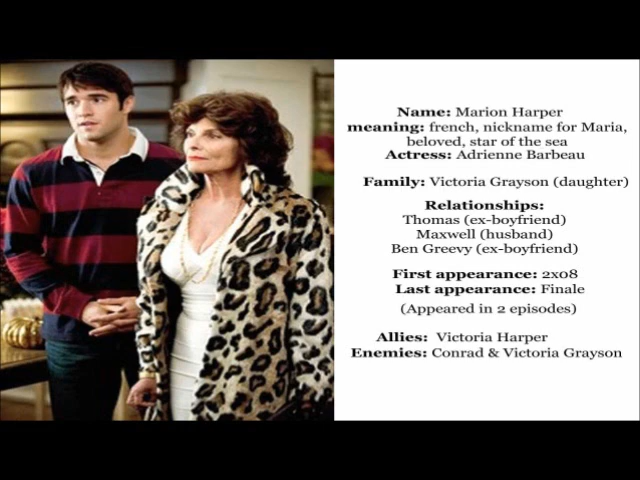 Name: Marion Harper
meaning: french, nickname for Maria,
beloved, star of the sea
Actress: Adrienne Barbeau
Family: Victoria Grayson (daughter)
Relationships:
Thomas (ex-boyfriend)
Maxwell (husband)
Ben Greevy (ex-boyfriend)
First appearance: 2x08
Last appearance: Finale
(Appeared in 2 episodes)
Allies: Victoria Harper
Enemies: Conrad & Victoria Grayson